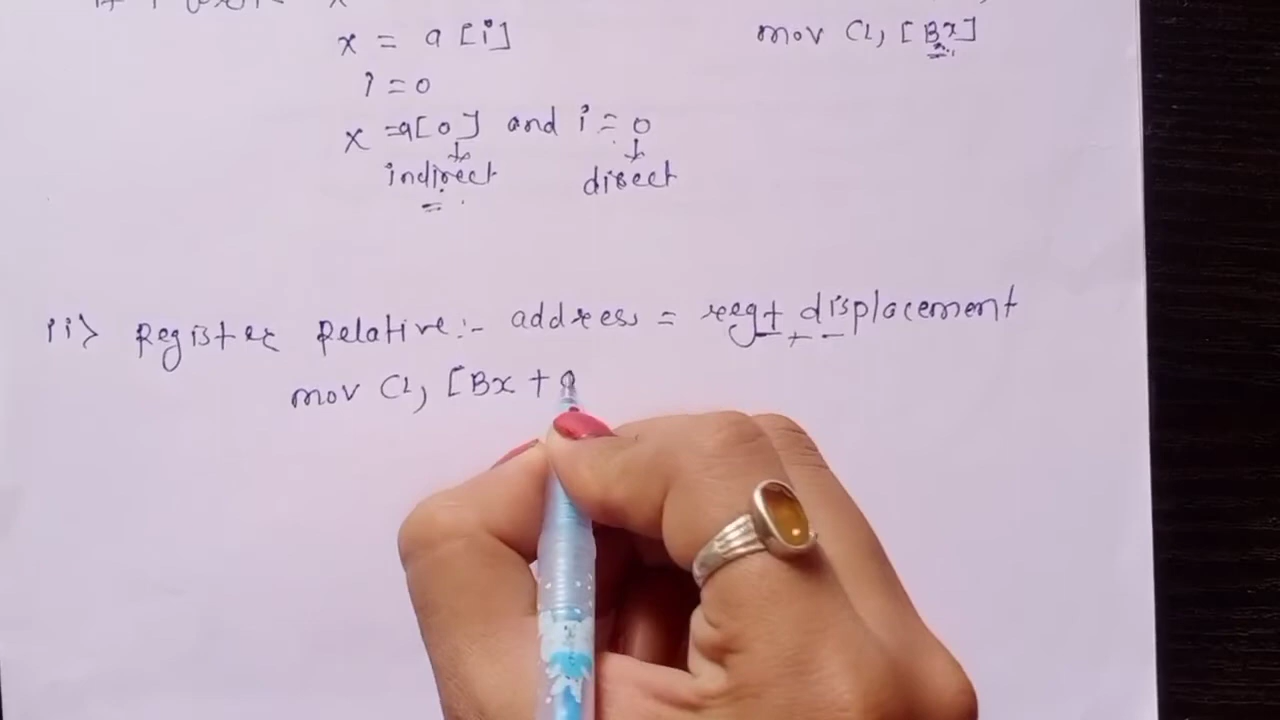 x = a [i]
mov CL, [Bx]
i = 0
x = a[0] and i = 0
indirect direct
ii> Register Relative:- address = reg+ displacement
mov CL, [Bx +